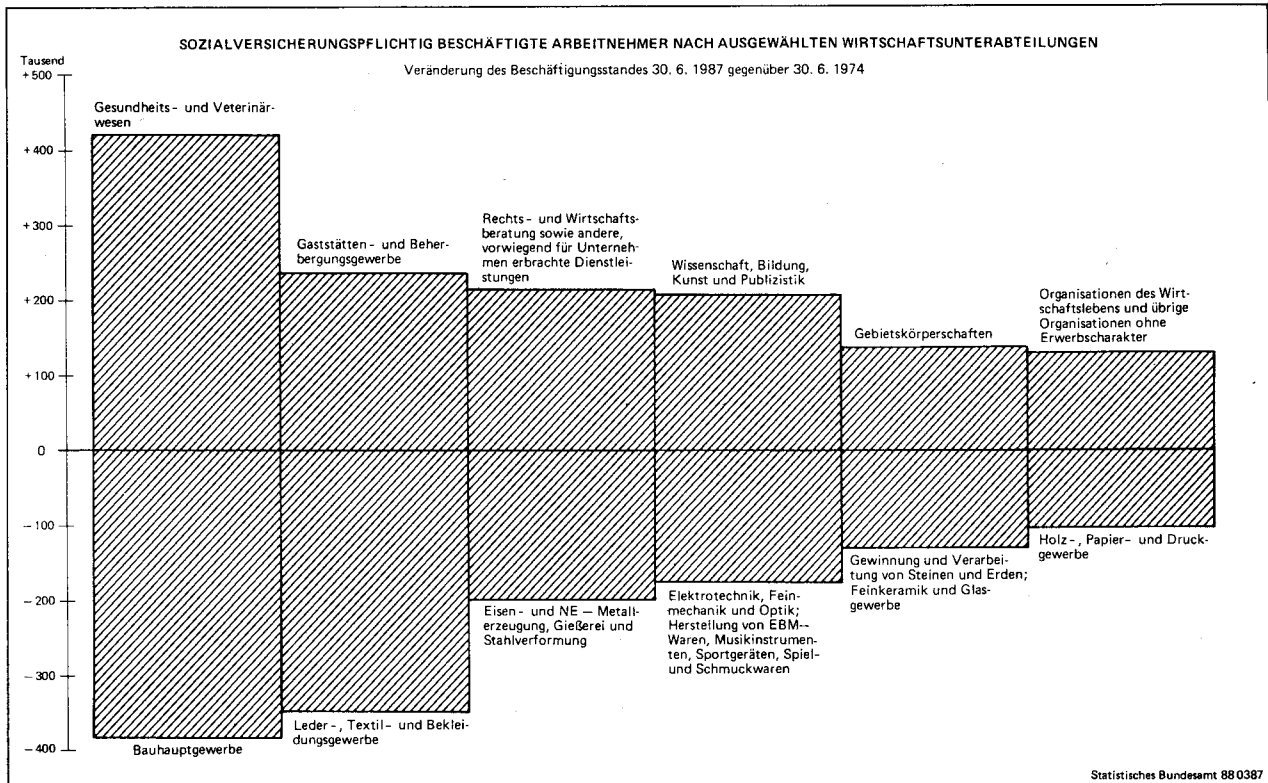 SOZIALVERSICHERUNGSPFLICHTIG BESCHÄFTIGTE ARBEITNEHMER NACH AUSGEWÄHLTEN WIRTSCHAFTSUNTERABTEILUNGEN
Veränderung des Beschäftigungsstandes 30. 6. 1987 gegenüber 30. 6. 1974
Tausend
+500
+400
+300
+200
+100
0
−100
−200
−300
−400
Gesundheits- und Veterinär-
wesen
Gaststätten- und Beher-
bergungsgewerbe
Rechts- und Wirtschafts-
beratung sowie andere,
vorwiegend für Unterneh-
men erbrachte Dienstlei-
stungen
Wissenschaft, Bildung,
Kunst und Publizistik
Gebietskörperschaften
Organisationen des Wirt-
schaftslebens und übrige
Organisationen ohne
Erwerbscharakter
Bauhauptgewerbe
Leder-, Textil- und Beklei-
dungsgewerbe
Eisen- und NE — Metall-
erzeugung, Gießerei und
Stahlverformung
Elektrotechnik, Fein-
mechanik und Optik;
Herstellung von EBM--
Waren, Musikinstrumen-
ten, Sportgeräten, Spiel-
und Schmuckwaren
Gewinnung und Verarbei-
tung von Steinen und Erden;
Feinkeramik und Glas-
gewerbe
Holz-, Papier- und Druck-
gewerbe
Statistisches Bundesamt 88 0387